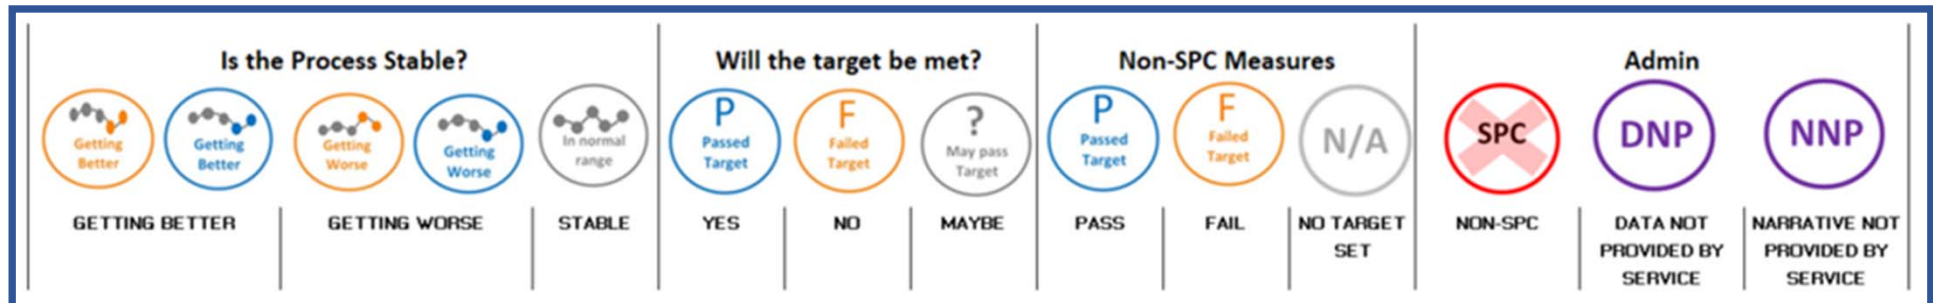 Is the Process Stable?
Getting
Better
Getting
Better
Getting
Worse
Getting
Worse
In normal
range
GETTING BETTER
GETTING WORSE
STABLE
Will the target be met?
P
Passed
Target
F
Failed
Target
?
May pass
Target
YES
NO
MAYBE
Non-SPC Measures
P
Passed
Target
F
Failed
Target
N/A
PASS
FAIL
NO TARGET
SET
Admin
SPC
DNP
NNP
NON-SPC
DATA NOT
PROVIDED BY
SERVICE
NARRATIVE NOT
PROVIDED BY
SERVICE